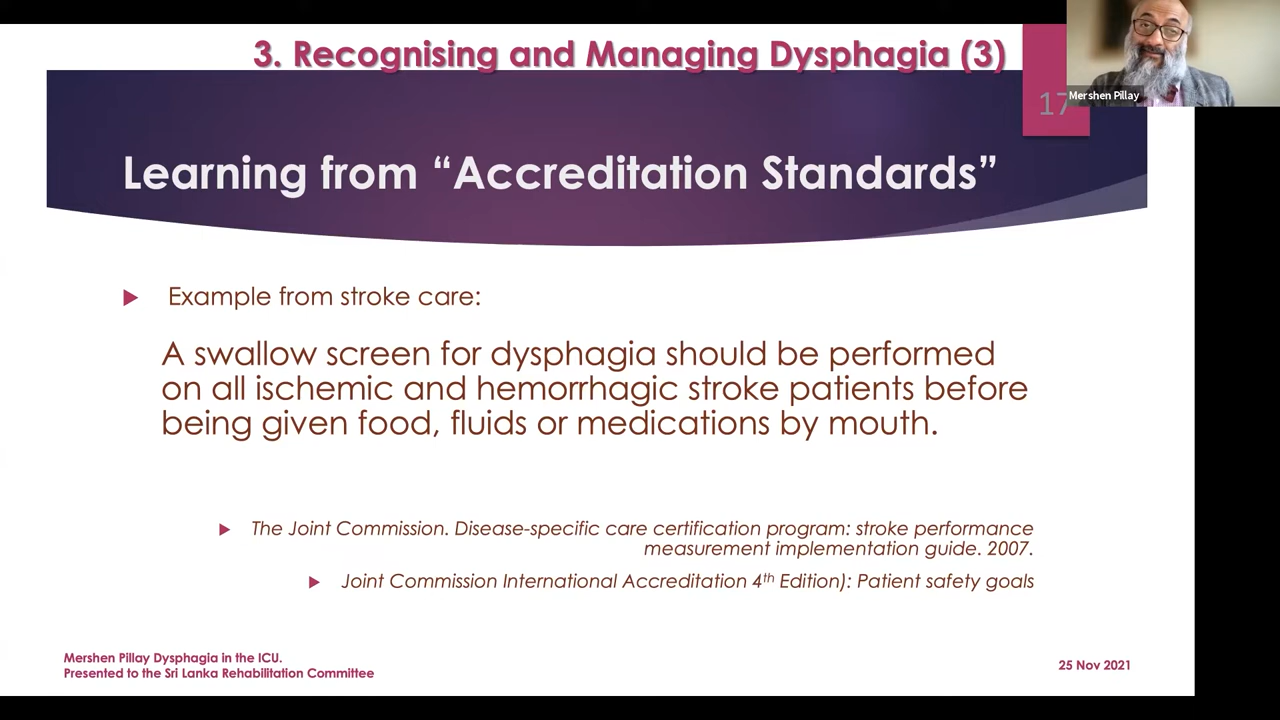 3. Recognising and Managing Dysphagia (3)
Mershen Pillay
17
Learning from “Accreditation Standards”
Example from stroke care:
A swallow screen for dysphagia should be performed
on all ischemic and hemorrhagic stroke patients before
being given food, fluids or medications by mouth.
The Joint Commission. Disease-specific care certification program: stroke performance
measurement implementation guide. 2007.
Joint Commission International Accreditation 4th Edition): Patient safety goals
Mershen Pillay Dysphagia in the ICU.
Presented to the Sri Lanka Rehabilitation Committee
25 Nov 2021